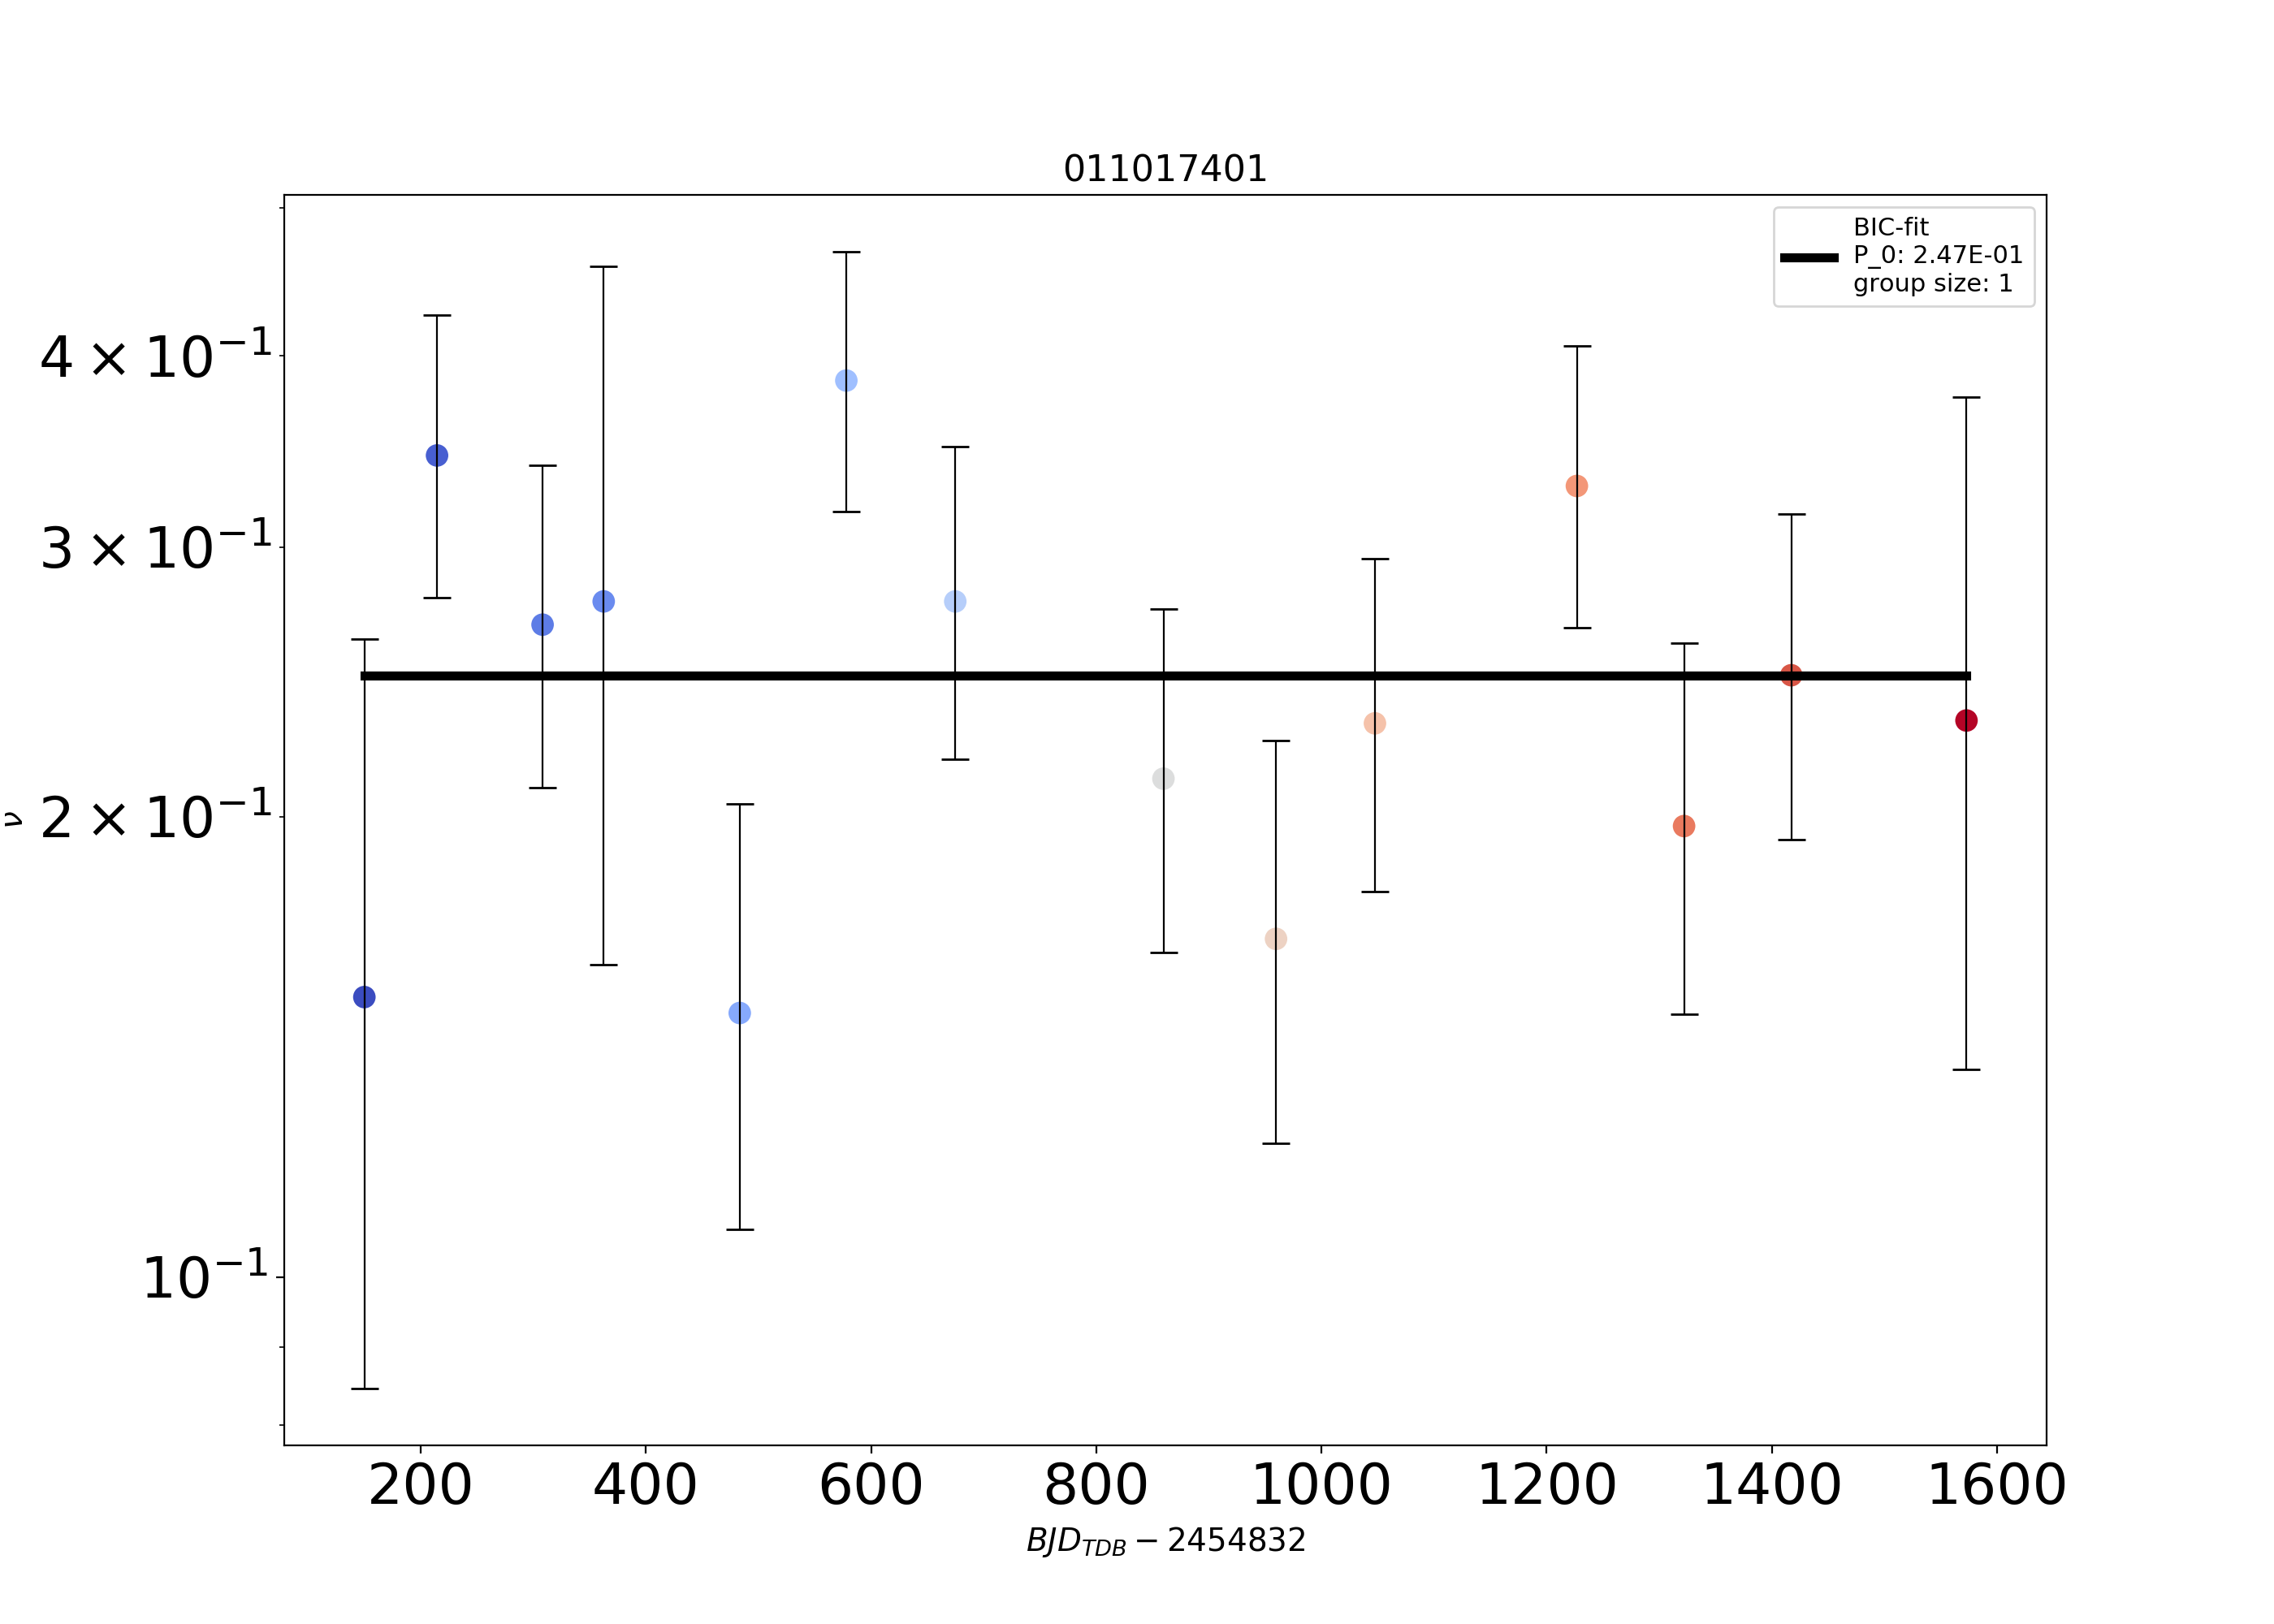 011017401
BIC-fit
P_0: 2.47E-01
group size: 1
4 × 10⁻¹
3 × 10⁻¹
2 × 10⁻¹
10⁻¹
ν
200 400 600 800 1000 1200 1400 1600
BJD_TDB − 2454832